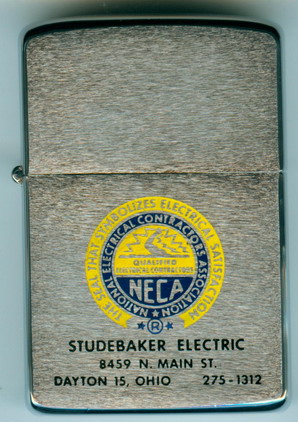 THE SEAL THAT SYMBOLIZES ELECTRICAL SATISFACTION
NATIONAL ELECTRICAL CONTRACTORS ASSOCIATION
QUALIFIED
ELECTRICAL CONTRACTORS
NECA
®
STUDEBAKER ELECTRIC
8459 N. MAIN ST.
DAYTON 15, OHIO 275-1312